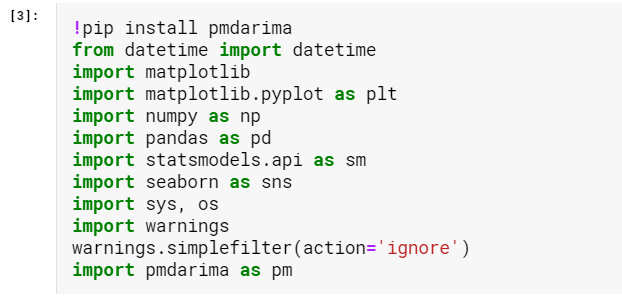 [3]:
!pip install pmdarima
from datetime import datetime
import matplotlib
import matplotlib.pyplot as plt
import numpy as np
import pandas as pd
import statsmodels.api as sm
import seaborn as sns
import sys, os
import warnings
warnings.simplefilter(action='ignore')
import pmdarima as pm